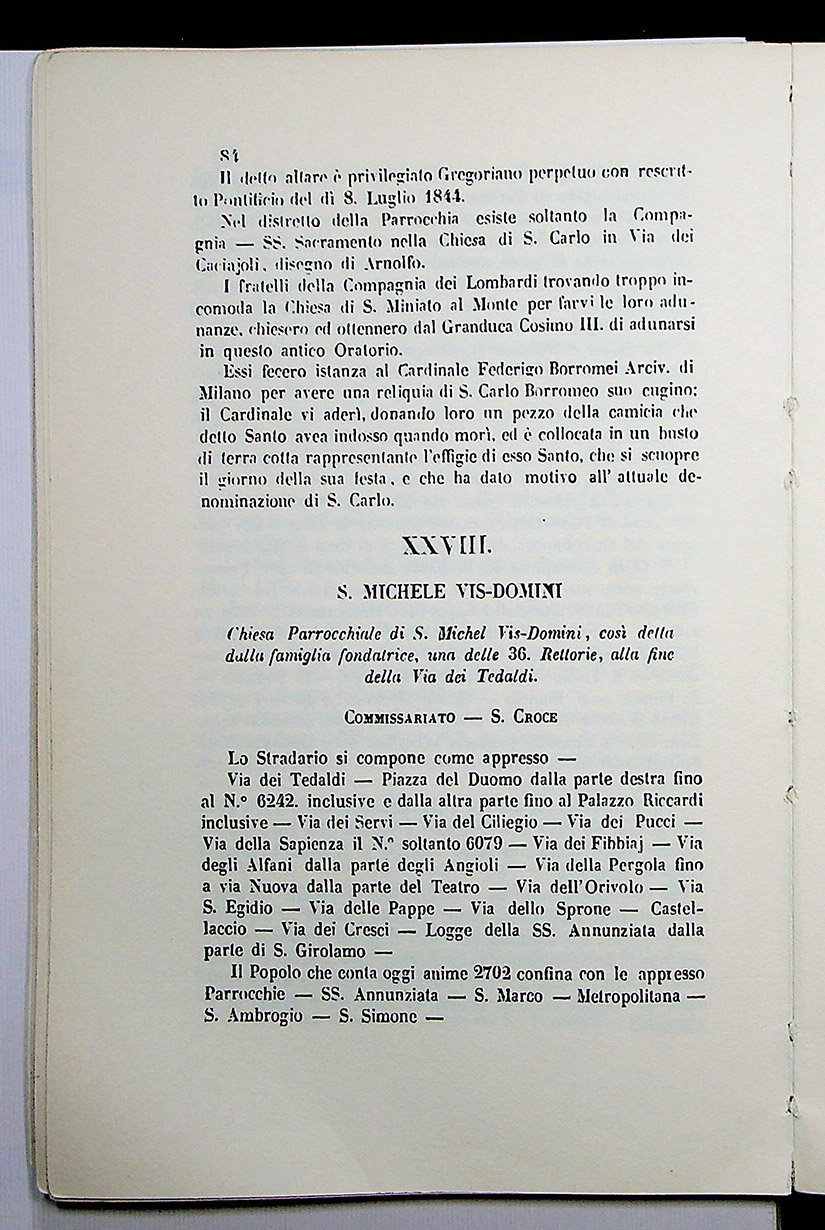 84
Il detto altare è privilegiato Gregoriano perpetuo con rescrit-
to Pontificio del dì 8. Luglio 1844.
Nel distretto della Parrocchia esiste soltanto la Compa-
gnia — SS. Sacramento nella Chiesa di S. Carlo in Via dei
Caciajoli, disegno di Arnolfo.
I fratelli della Compagnia dei Lombardi trovando troppo in-
comoda la Chiesa di S. Miniato al Monte per farvi le loro adu-
nanze, chiesero ed ottennero dal Granduca Cosimo III. di adunarsi
in questo antico Oratorio.
Essi fecero istanza al Cardinale Federigo Borromei Arciv. di
Milano per avere una reliquia di S. Carlo Borromeo suo cugino;
il Cardinale vi aderì, donando loro un pezzo della camicia che
detto Santo avea indosso quando morì, ed è collocata in un busto
di terra cotta rappresentante l'effigie di esso Santo, che si scuopre
il giorno della sua festa, e che ha dato motivo all' attuale de-
nominazione di S. Carlo.
XXVIII.
S. MICHELE VIS-DOMINI
Chiesa Parrocchiale di S. Michel Vis-Domini, così detta
dalla famiglia fondatrice, una delle 36. Rettorie, alla fine
della Via dei Tedaldi.
COMMISSARIATO — S. CROCE
Lo Stradario si compone come appresso —
Via dei Tedaldi — Piazza del Duomo dalla parte destra fino
al N.° 6242. inclusive e dalla altra parte fino al Palazzo Riccardi
inclusive — Via dei Servi — Via del Ciliegio — Via dei Pucci —
Via della Sapienza il N.° soltanto 6079 — Via dei Fibbiaj — Via
degli Alfani dalla parte degli Angioli — Via della Pergola fino
a via Nuova dalla parte del Teatro — Via dell'Orivolo — Via
S. Egidio — Via delle Pappe — Via dello Sprone — Castel-
laccio — Via dei Cresci — Logge della SS. Annunziata dalla
parte di S. Girolamo —
Il Popolo che conta oggi anime 2702 confina con le appresso
Parrocchie — SS. Annunziata — S. Marco — Metropolitana —
S. Ambrogio — S. Simone —